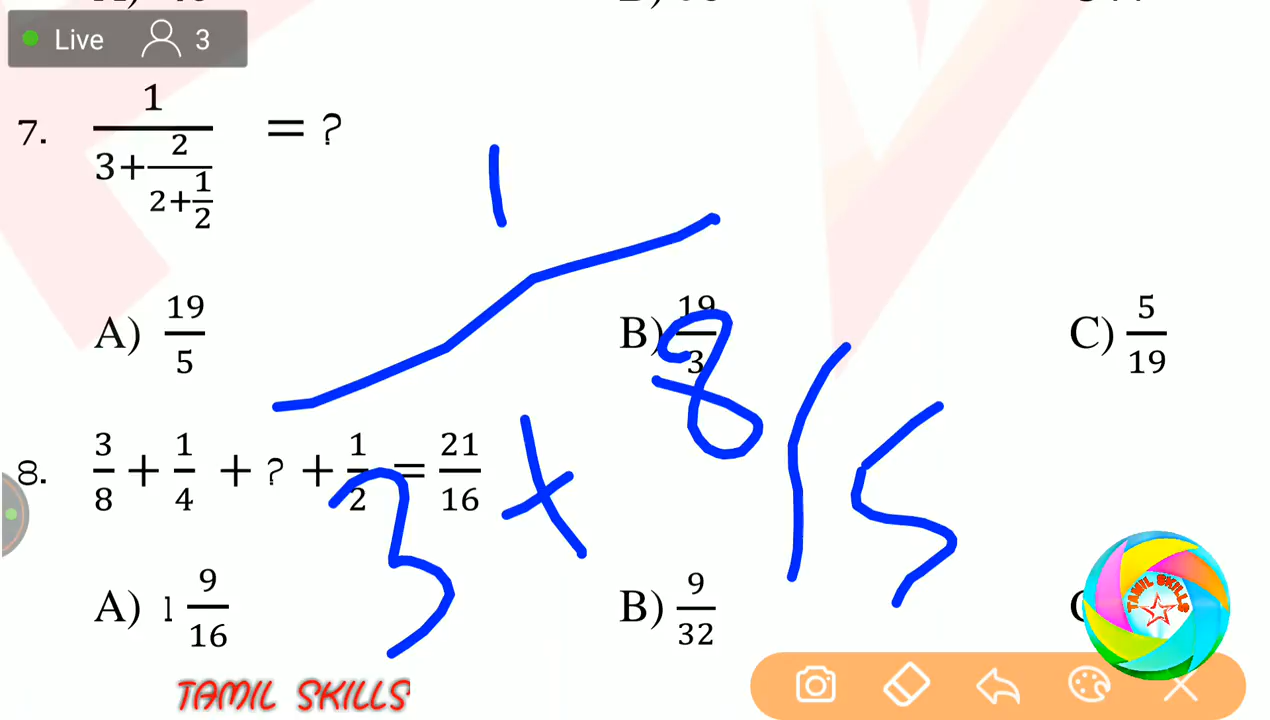 Live 3
7. 1/(3+2/(2+1/2)) = ?
1
A) 19/5 B) 19/3 C) 5/19
8 15
8. 3/8 + 1/4 + ? + 1/2 = 21/16
3 +
A) 1 9/16 B) 9/32
TAMIL SKILLS
TAMIL SKILLS